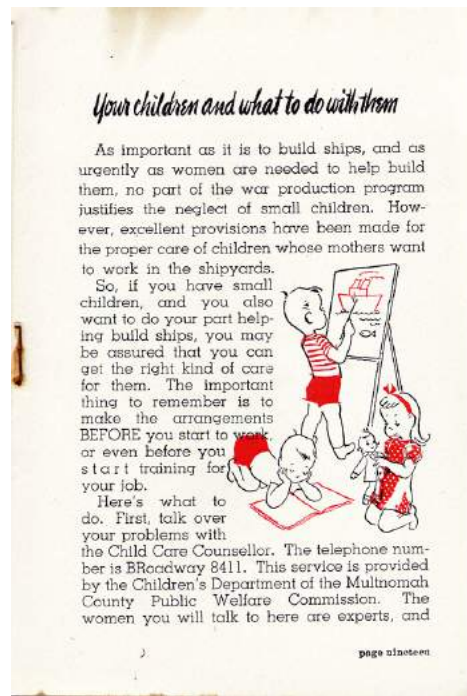 Your children and what to do with them
As important as it is to build ships, and as
urgently as women are needed to help build
them, no part of the war production program
justifies the neglect of small children. How-
ever, excellent provisions have been made for
the proper care of children whose mothers want
to work in the shipyards.
So, if you have small
children, and you also
want to do your part help-
ing build ships, you may
be assured that you can
get the right kind of care
for them. The important
thing to remember is to
make the arrangements
BEFORE you start to work,
or even before you
start training for
your job.
Here's what to
do. First, talk over
your problems with
the Child Care Counsellor. The telephone num-
ber is BRoadway 8411. This service is provided
by the Children's Department of the Multnomah
County Public Welfare Commission. The
women you will talk to here are experts, and
page nineteen